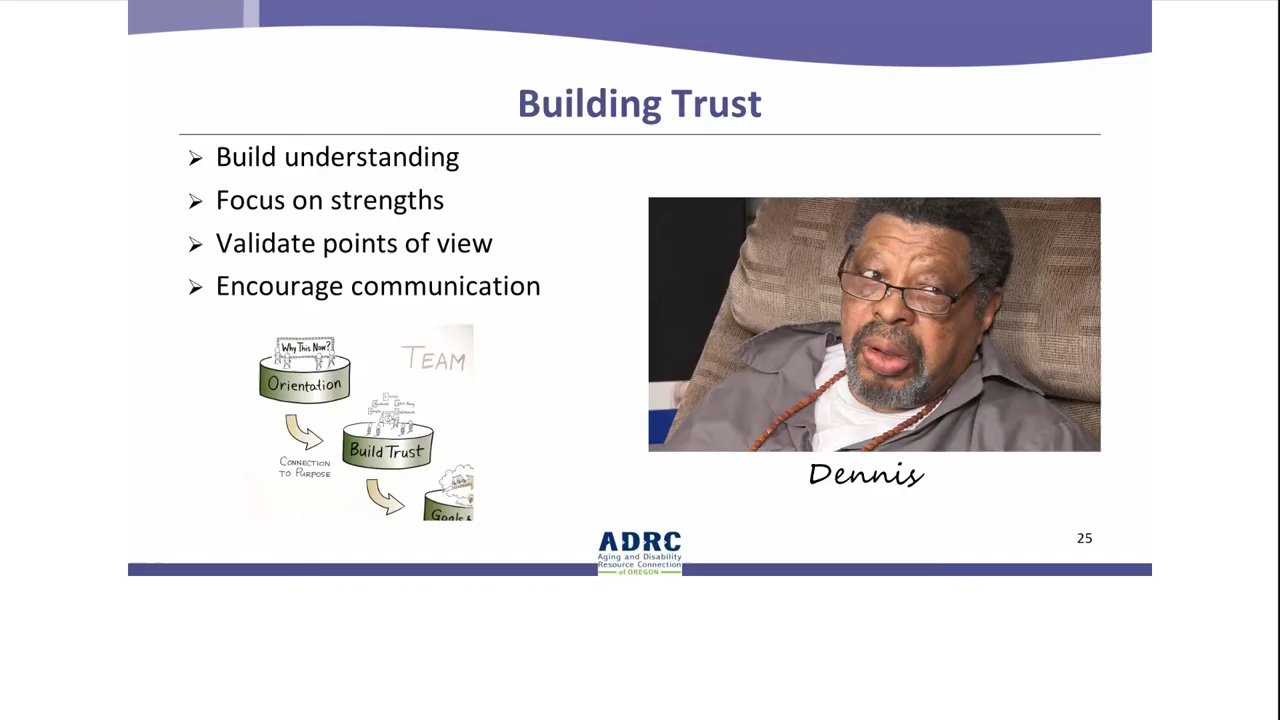 Building Trust
Build understanding
Focus on strengths
Validate points of view
Encourage communication
Why This Now?
TEAM
Orientation
Build Trust
CONNECTION
TO PURPOSE
Goals
Dennis
ADRC
Aging and Disability
Resource Connection
of OREGON
25